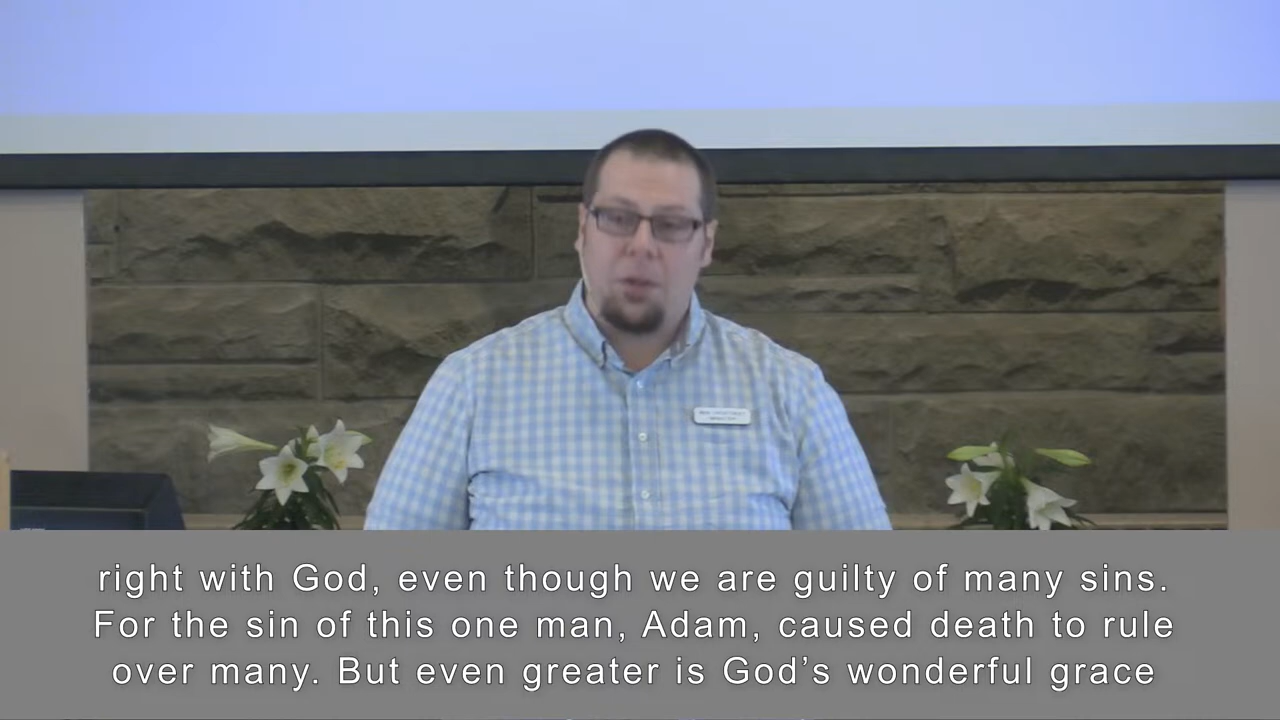 right with God, even though we are guilty of many sins.
For the sin of this one man, Adam, caused death to rule
over many. But even greater is God’s wonderful grace